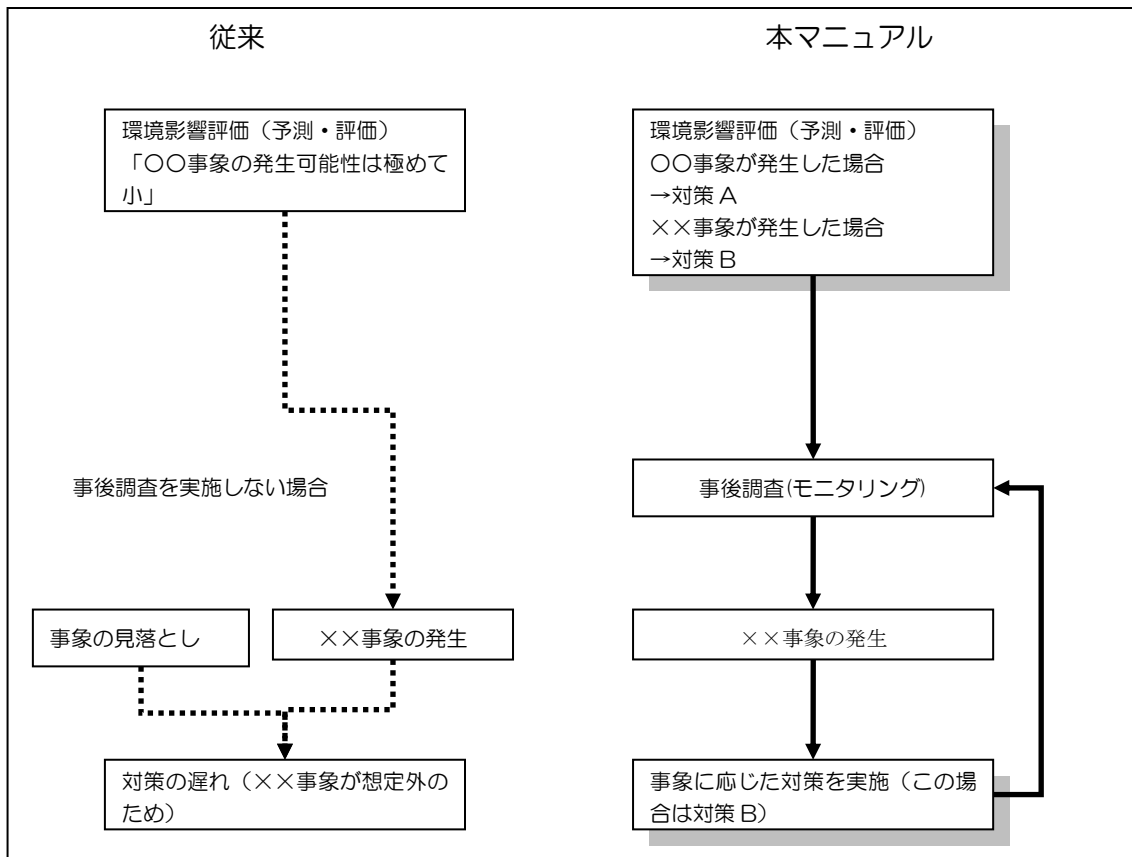 従来
環境影響評価（予測・評価）
「〇〇事象の発生可能性は極めて
小」
事後調査を実施しない場合
事象の見落とし
××事象の発生
対策の遅れ（××事象が想定外の
ため）
本マニュアル
環境影響評価（予測・評価）
〇〇事象が発生した場合
→対策A
××事象が発生した場合
→対策B
事後調査(モニタリング)
××事象の発生
事象に応じた対策を実施（この場
合は対策B）